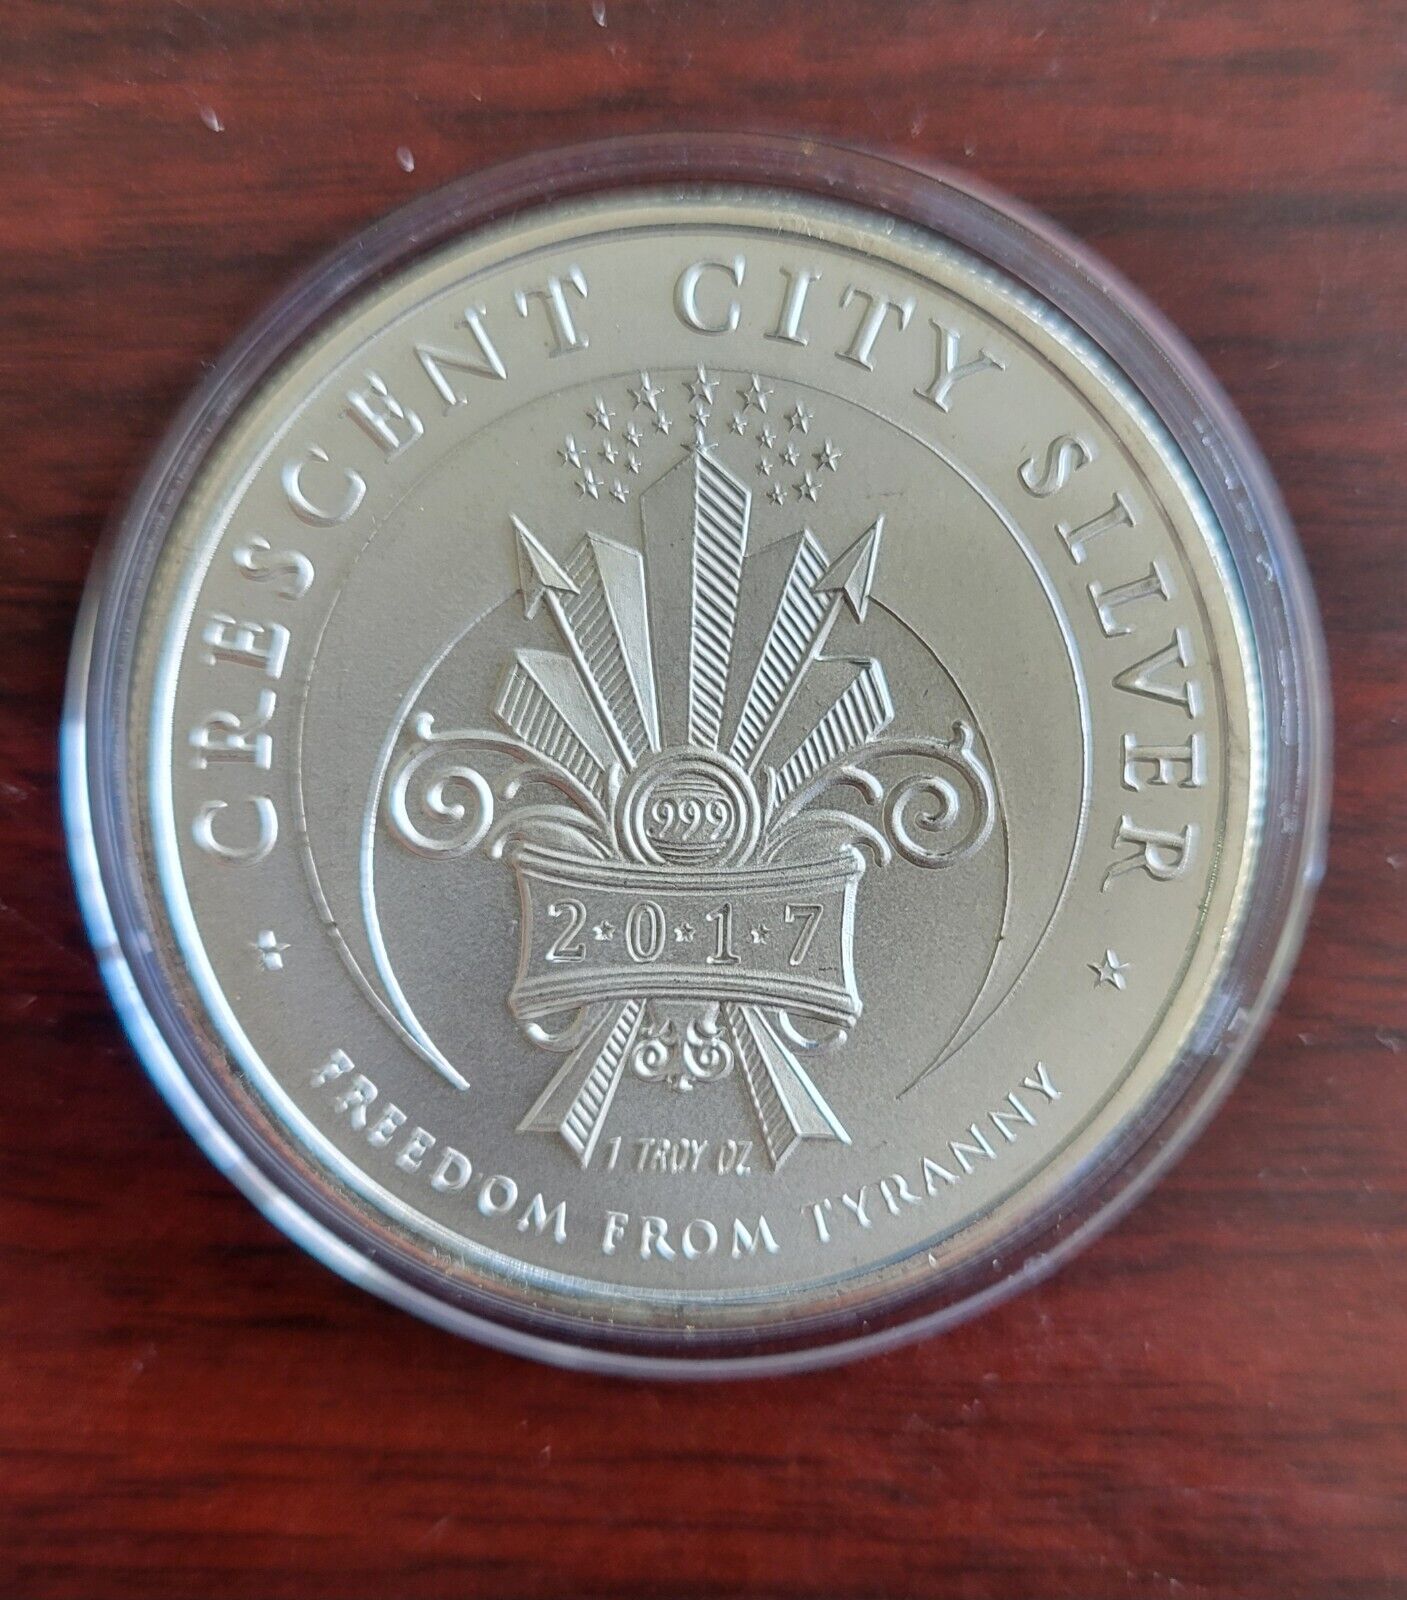 CRESCENT CITY SILVER
.999
2★0★1★7
1 TROY OZ
FREEDOM FROM TYRANNY